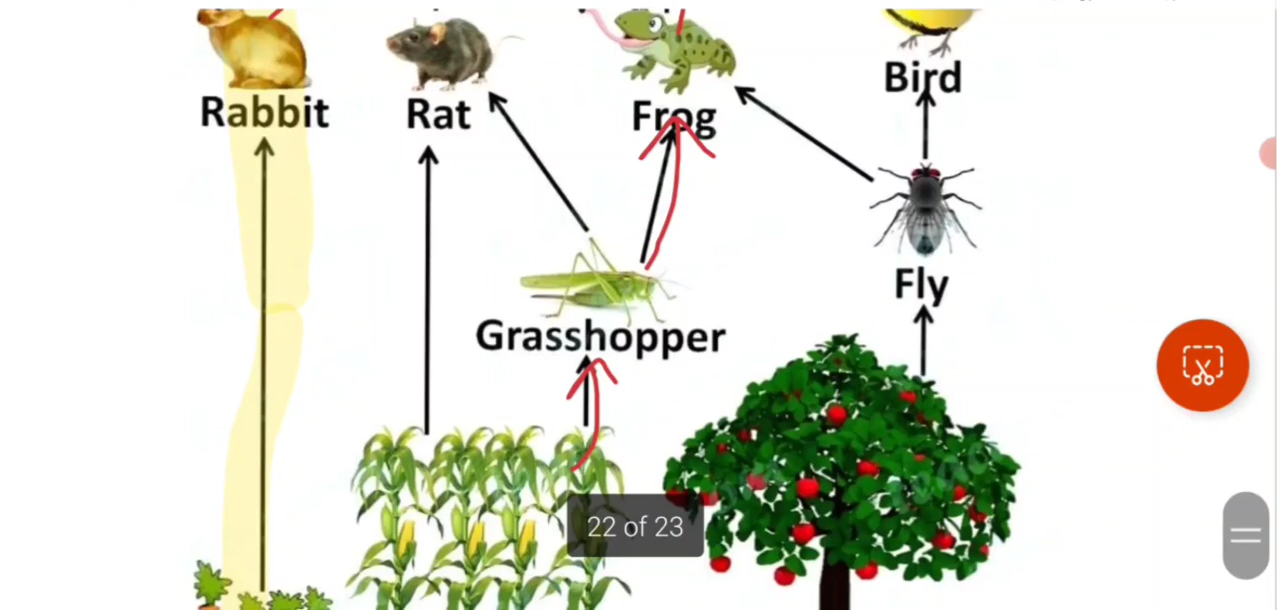 Bird
Rabbit
Rat
Frog
Fly
Grasshopper
22 of 23